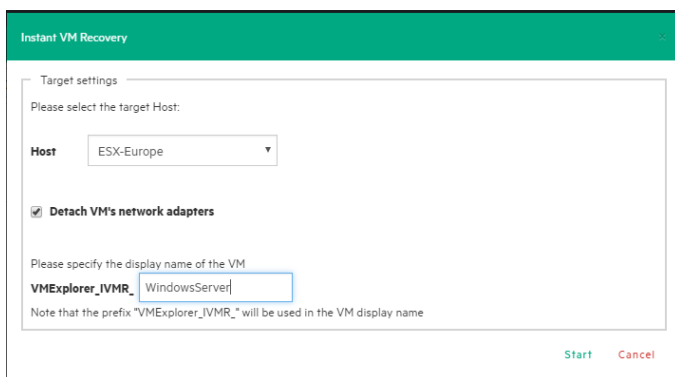 Instant VM Recovery
Target settings
Please select the target Host:
Host ESX-Europe
Detach VM's network adapters
Please specify the display name of the VM
VMExplorer_IVMR_ WindowsServer
Note that the prefix "VMExplorer_IVMR_" will be used in the VM display name
Start Cancel